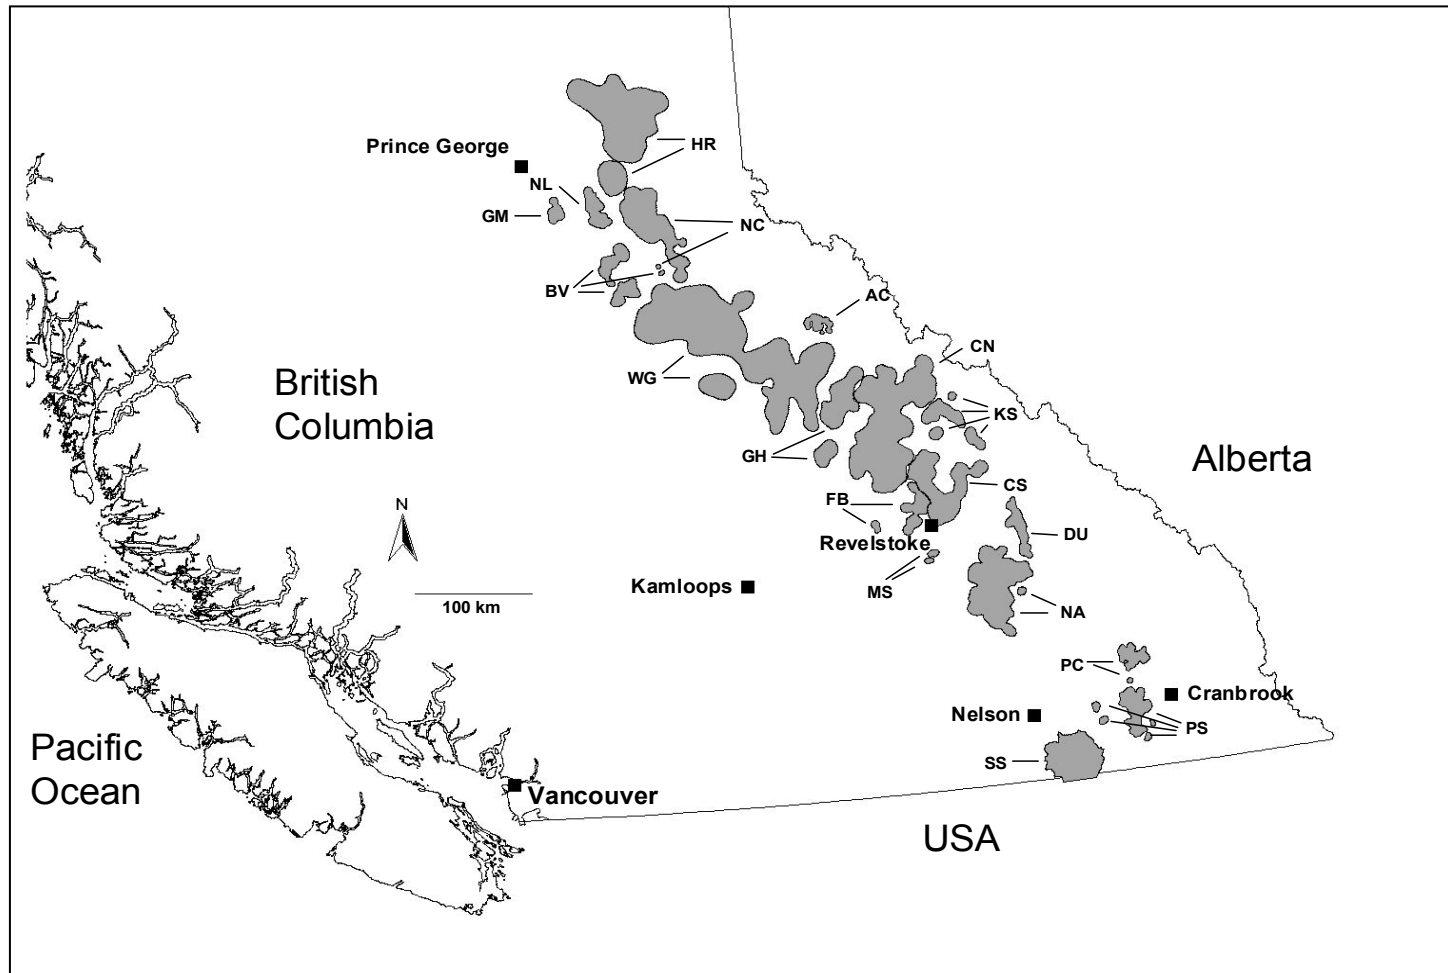 Prince George
HR
NL
GM
NC
BV
AC
CN
WG
British
Columbia
KS
GH
Alberta
CS
FB
N
DU
Revelstoke
MS
Kamloops
100 km
NA
PC
Cranbrook
Nelson
PS
Pacific
Ocean
SS
Vancouver
USA